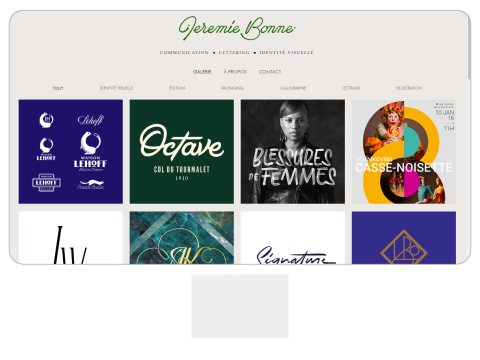 Jeremie Bonne
COMMUNICATION • LETTERING • IDENTITÉ VISUELLE
GALERIE À PROPOS CONTACT
TOUT IDENTITÉ VISUELLE ÉDITION PACKAGING CALLIGRAPHIE LETTRAGE ILLUSTRATION
Lehoff
LEHOFF
MAISON
LEHOFF
LEHOFF
Octave
COL DU TOURMALET
1910
BLESSURES
DE FEMMES
10 JAN
16
11H
TCHAÏKOVSKI
CASSE-NOISETTE
Signature